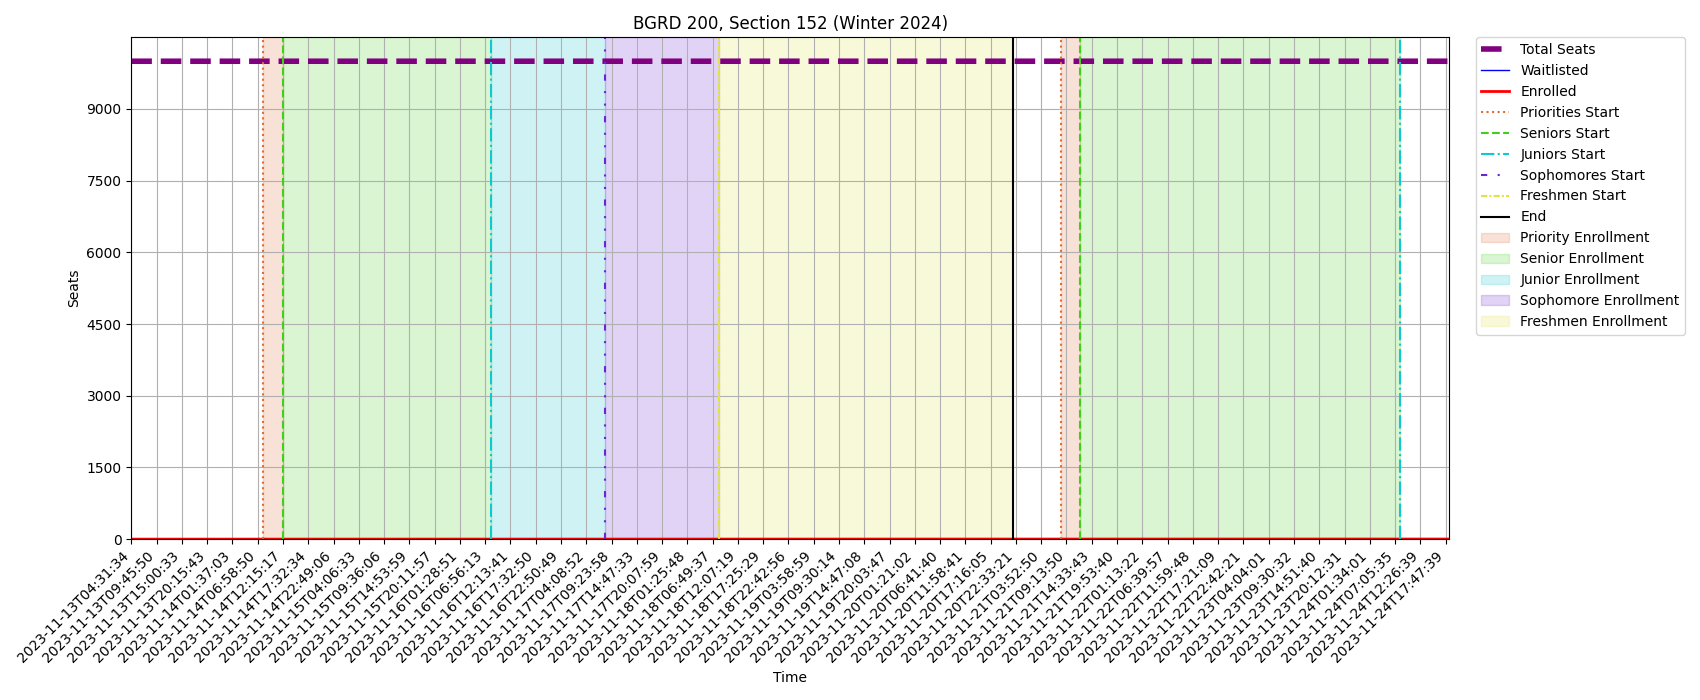 BGRD 200, Section 152 (Winter 2024)
Seats
9000
7500
6000
4500
3000
1500
0
2023-11-13T04:31:34
2023-11-13T09:45:50
2023-11-13T15:00:33
2023-11-13T20:15:43
2023-11-14T01:37:03
2023-11-14T06:58:50
2023-11-14T12:15:17
2023-11-14T17:32:34
2023-11-14T22:49:06
2023-11-15T04:06:33
2023-11-15T09:36:06
2023-11-15T14:53:59
2023-11-15T20:11:57
2023-11-16T01:28:51
2023-11-16T06:56:13
2023-11-16T12:13:41
2023-11-16T17:32:50
2023-11-16T22:50:49
2023-11-17T04:08:52
2023-11-17T09:23:58
2023-11-17T14:47:33
2023-11-17T20:07:59
2023-11-18T01:25:48
2023-11-18T06:49:37
2023-11-18T12:07:19
2023-11-18T17:25:29
2023-11-18T22:42:56
2023-11-19T03:58:59
2023-11-19T09:30:14
2023-11-19T14:47:08
2023-11-19T20:03:47
2023-11-20T01:21:02
2023-11-20T06:41:40
2023-11-20T11:58:41
2023-11-20T17:16:05
2023-11-20T22:33:21
2023-11-21T03:52:50
2023-11-21T09:13:50
2023-11-21T14:33:43
2023-11-21T19:53:40
2023-11-22T01:13:22
2023-11-22T06:39:57
2023-11-22T11:59:48
2023-11-22T17:21:09
2023-11-22T22:42:21
2023-11-23T04:04:01
2023-11-23T09:30:32
2023-11-23T14:51:40
2023-11-23T20:12:31
2023-11-24T01:34:01
2023-11-24T07:05:35
2023-11-24T12:26:39
2023-11-24T17:47:39
Time
Total Seats
Waitlisted
Enrolled
Priorities Start
Seniors Start
Juniors Start
Sophomores Start
Freshmen Start
End
Priority Enrollment
Senior Enrollment
Junior Enrollment
Sophomore Enrollment
Freshmen Enrollment